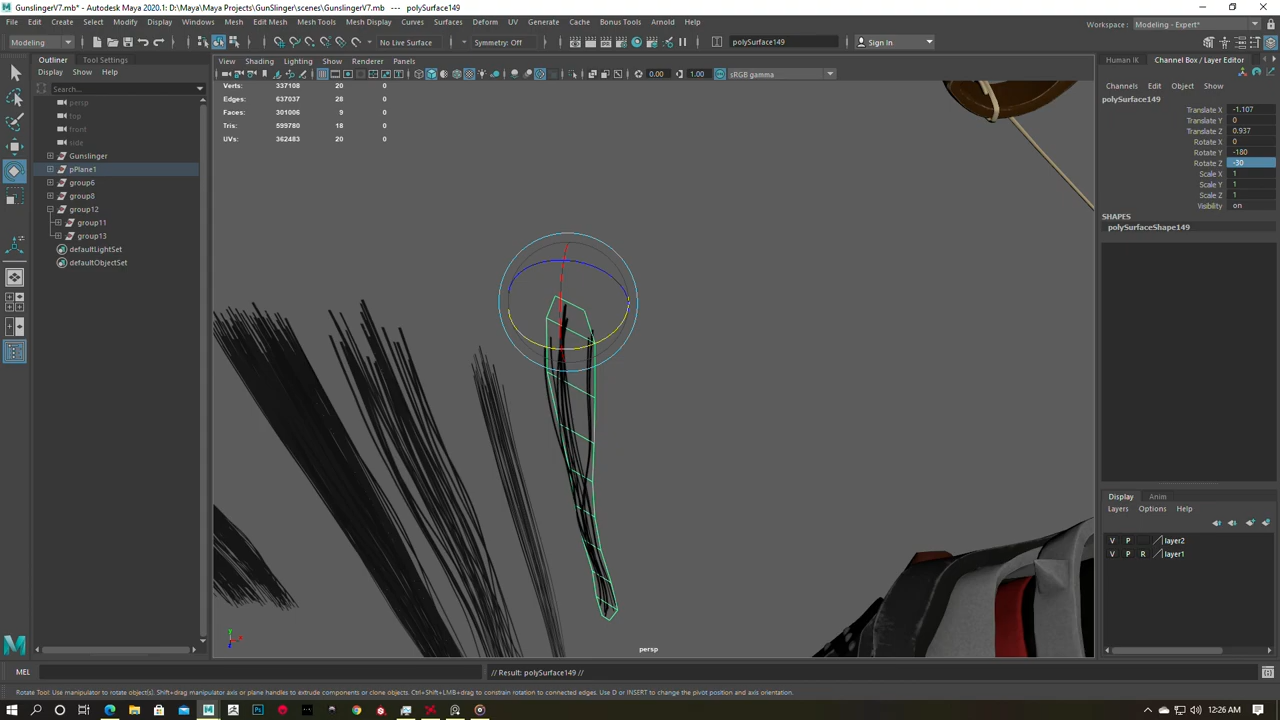 GunslingerV7.mb* - Autodesk Maya 2020.1: D:\Maya\Maya Projects\GunSlinger\scenes\GunslingerV7.mb* --- polySurface149
File Edit Create Select Modify Display Windows Mesh Edit Mesh Mesh Tools Mesh Display Curves Surfaces Deform UV Generate Cache Bonus Tools Arnold Help
Workspace : Modeling - Expert*
Modeling No Live Surface Symmetry: Off polySurface149 Sign In
Outliner Tool Settings
View Shading Lighting Show Renderer Panels
Human IK Channel Box / Layer Editor
Display Show Help
0.00 1.00 sRGB gamma
Search...
Verts: 337108 20 0
Edges: 637037 28 0
Faces: 301006 9 0
Tris: 599780 18 0
UVs: 362483 20 0
Channels Edit Object Show
polySurface149
Translate X -1.107
Translate Y 0
Translate Z 0.937
Rotate X 0
Rotate Y -180
Rotate Z -30
Scale X 1
Scale Y 1
Scale Z 1
Visibility on
SHAPES
polySurfaceShape149
persp
top
front
side
Gunslinger
pPlane1
group6
group8
group12
group11
group13
defaultLightSet
defaultObjectSet
Display Anim
Layers Options Help
V P layer2
V P R layer1
persp
MEL // Result: polySurface149 //
Rotate Tool: Use manipulator to rotate object(s). Shift+drag manipulator axis or plane handles to extrude components or clone objects. Ctrl+Shift+LMB+drag to constrain rotation to connected edges. Use D or INSERT to change the pivot position and axis orientation.
12:26 AM